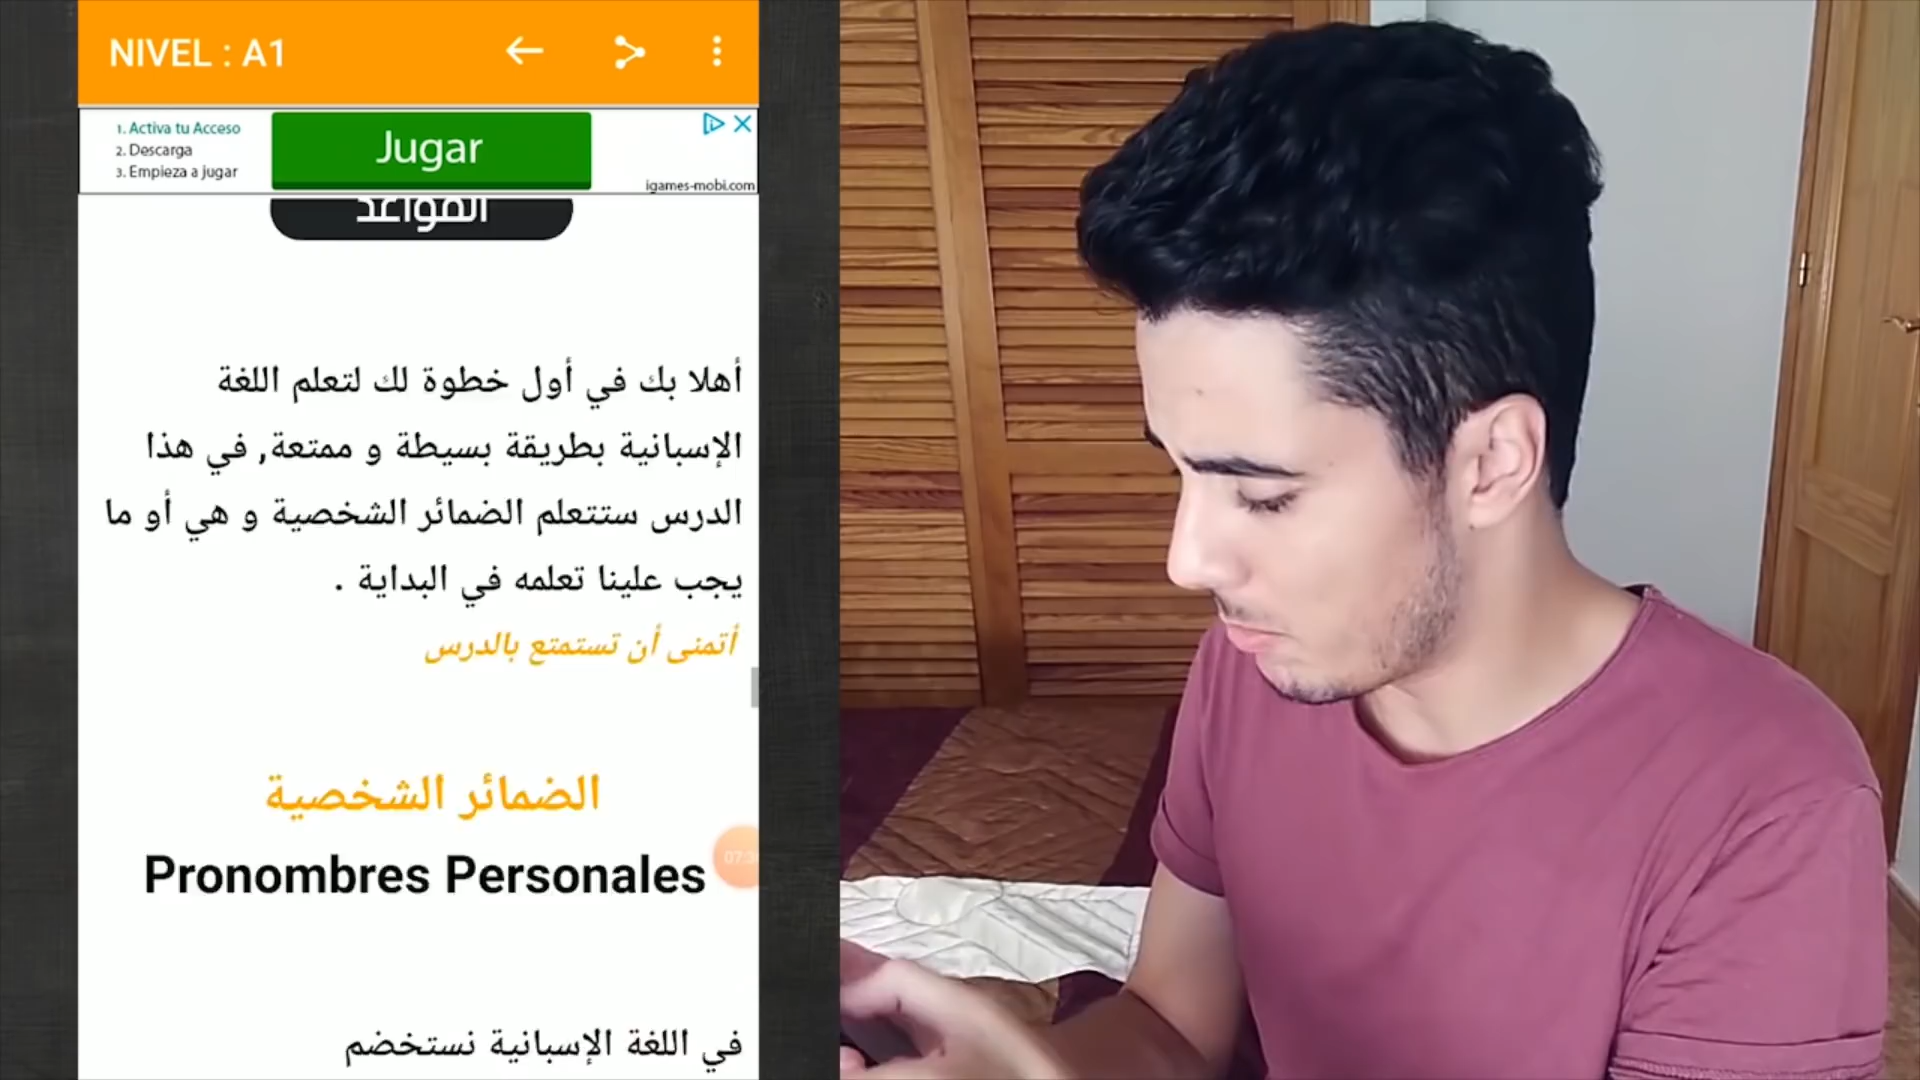 NIVEL : A1
1. Activa tu Acceso
2. Descarga
3. Empieza a jugar
Jugar
igames-mobi.com
القواعد
أهلا بك في أول خطوة لك لتعلم اللغة
الإسبانية بطريقة بسيطة و ممتعة, في هذا
الدرس ستتعلم الضمائر الشخصية و هي أو ما
يجب علينا تعلمه في البداية .
أتمنى أن تستمتع بالدرس
الضمائر الشخصية
Pronombres Personales
في اللغة الإسبانية نستخضم